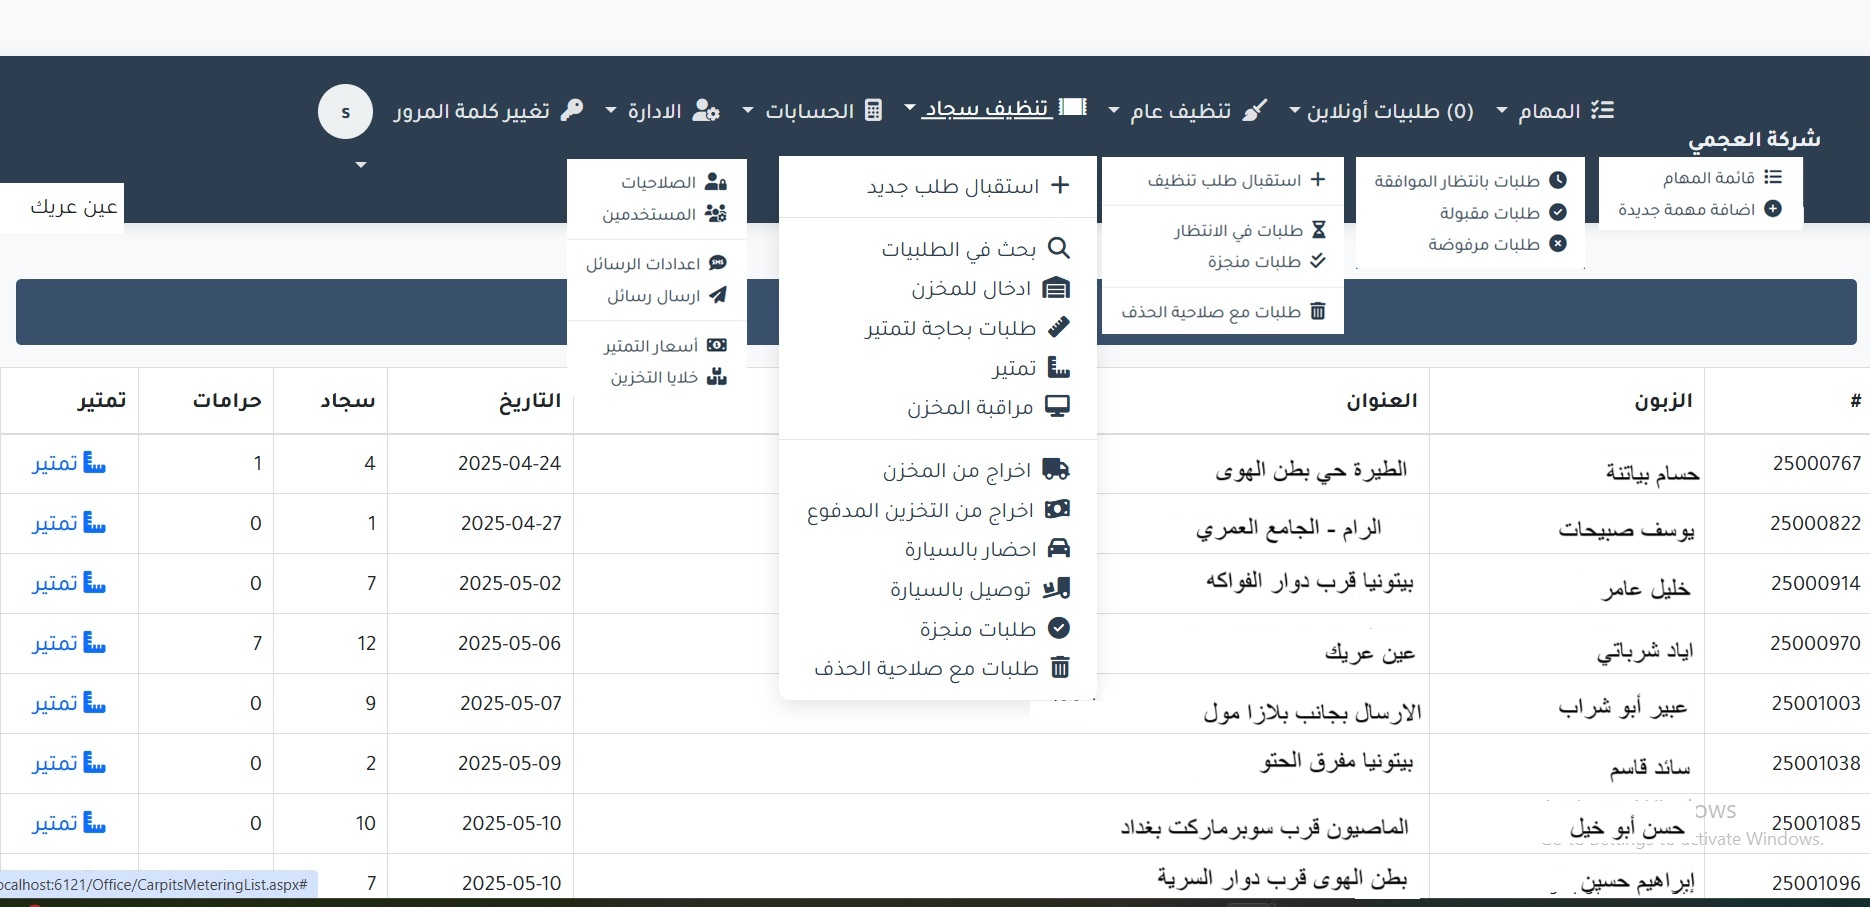 المهام
(0) طلبيات أونلاين
تنظيف عام
تنظيف سجاد
الحسابات
الادارة
تغيير كلمة المرور
s
شركة العجمي
قائمة المهام
اضافة مهمة جديدة
طلبات بانتظار الموافقة
طلبات مقبولة
طلبات مرفوضة
استقبال طلب تنظيف
طلبات في الانتظار
طلبات منجزة
طلبات مع صلاحية الحذف
استقبال طلب جديد
بحث في الطلبيات
ادخال للمخزن
طلبات بحاجة لتمتير
تمتير
مراقبة المخزن
اخراج من المخزن
اخراج من التخزين المدفوع
احضار بالسيارة
توصيل بالسيارة
طلبات منجزة
طلبات مع صلاحية الحذف
الصلاحيات
المستخدمين
SMS اعدادات الرسائل
ارسال رسائل
أسعار التمتير
خلايا التخزين
عين عريك
# الزبون العنوان التاريخ سجاد حرامات تمتير
25000767 حسام بياتنة الطيرة حي بطن الهوى 2025-04-24 4 1 تمتير
25000822 يوسف صبيحات الرام - الجامع العمري 2025-04-27 1 0 تمتير
25000914 خليل عامر بيتونيا قرب دوار الفواكه 2025-05-02 7 0 تمتير
25000970 اياد شرباتي عين عريك 2025-05-06 12 7 تمتير
25001003 عبير أبو شراب الارسال بجانب بلازا مول 2025-05-07 9 0 تمتير
25001038 سائد قاسم بيتونيا مفرق الحتو 2025-05-09 2 0 تمتير
25001085 حسن أبو خيل الماصيون قرب سوبرماركت بغداد 2025-05-10 10 0 تمتير
25001096 إبراهيم حسين بطن الهوى قرب دوار السرية 2025-05-10 7
ows
tivate Windows.
ocalhost:6121/Office/CarpitsMeteringList.aspx#